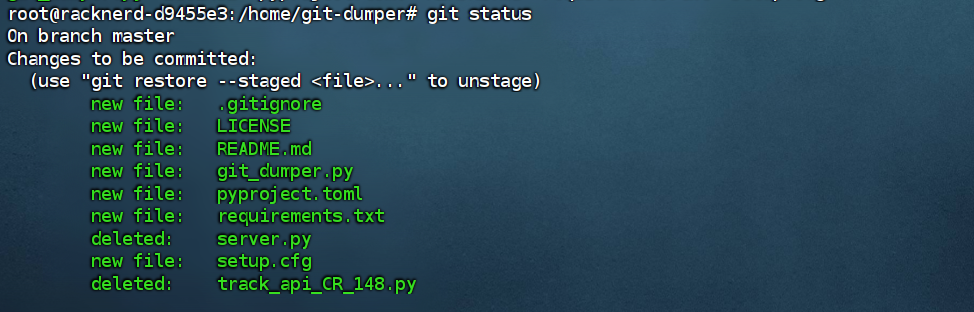 root@racknerd-d9455e3:/home/git-dumper# git status
On branch master
Changes to be committed:
  (use "git restore --staged <file>..." to unstage)
        new file:   .gitignore
        new file:   LICENSE
        new file:   README.md
        new file:   git_dumper.py
        new file:   pyproject.toml
        new file:   requirements.txt
        deleted:    server.py
        new file:   setup.cfg
        deleted:    track_api_CR_148.py